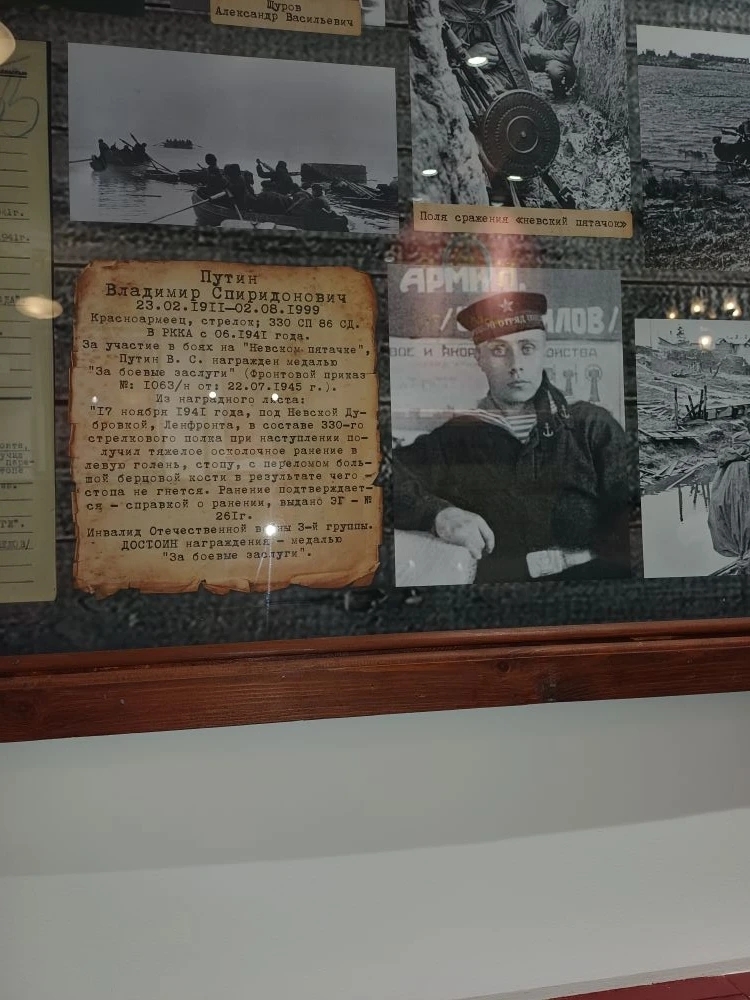 Щуров
Александр Васильевич
41г.
941г.
Поля сражения «невский пятачок»
Путин
Владимир Спиридонович
23.02.1911—02.08.1999
Красноармеец, стрелок; 330 СП 86 СД.
В РККА с 06.1941 года.
За участие в боях на "Невском пятачке",
Путин В. С. награжден медалью
"За боевые заслуги" (Фронтовой приказ
№: 1063/н от: 22.07.1945 г.).
Из наградного листа:
"17 ноября 1941 года, под Невской Ду-
бровкой, Ленфронта, в составе 330-го
стрелкового полка при наступлении по-
лучил тяжелое осколочное ранение в
левую голень, стопу, с переломом боль-
шой берцовой кости в результате чего
стопа не гнется. Ранение подтверждает-
ся - справкой о ранении, выдано ЭГ - №
261г.
Инвалид Отечественной войны 3-й группы.
ДОСТОИН награждения - медалью
"За боевые заслуги".